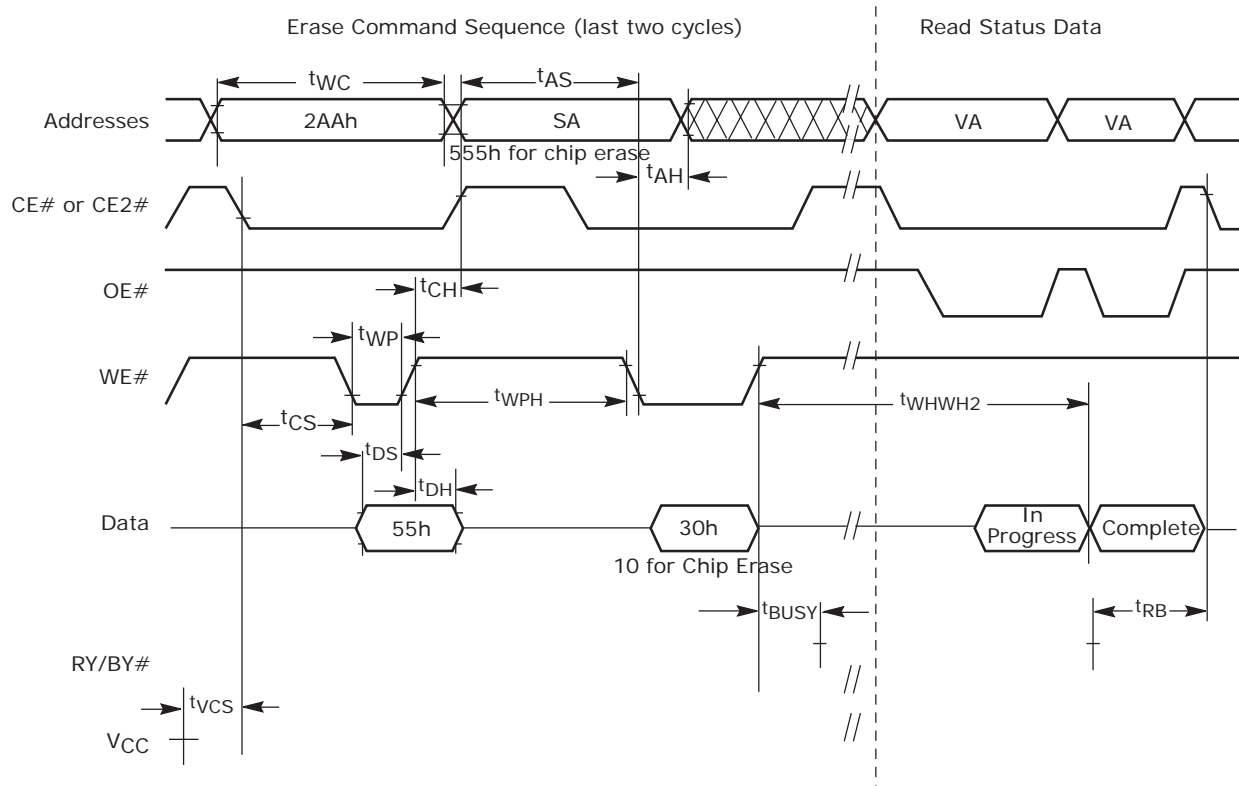 Erase Command Sequence (last two cycles)
Read Status Data
tWC
tAS
Addresses
2AAh
SA
VA
VA
555h for chip erase
tAH
CE# or CE2#
OE#
tCH
tWP
WE#
tWPH
tWHWH2
tCS
tDS
tDH
Data
55h
30h
In
Progress
Complete
10 for Chip Erase
tBUSY
tRB
RY/BY#
tVCS
VCC